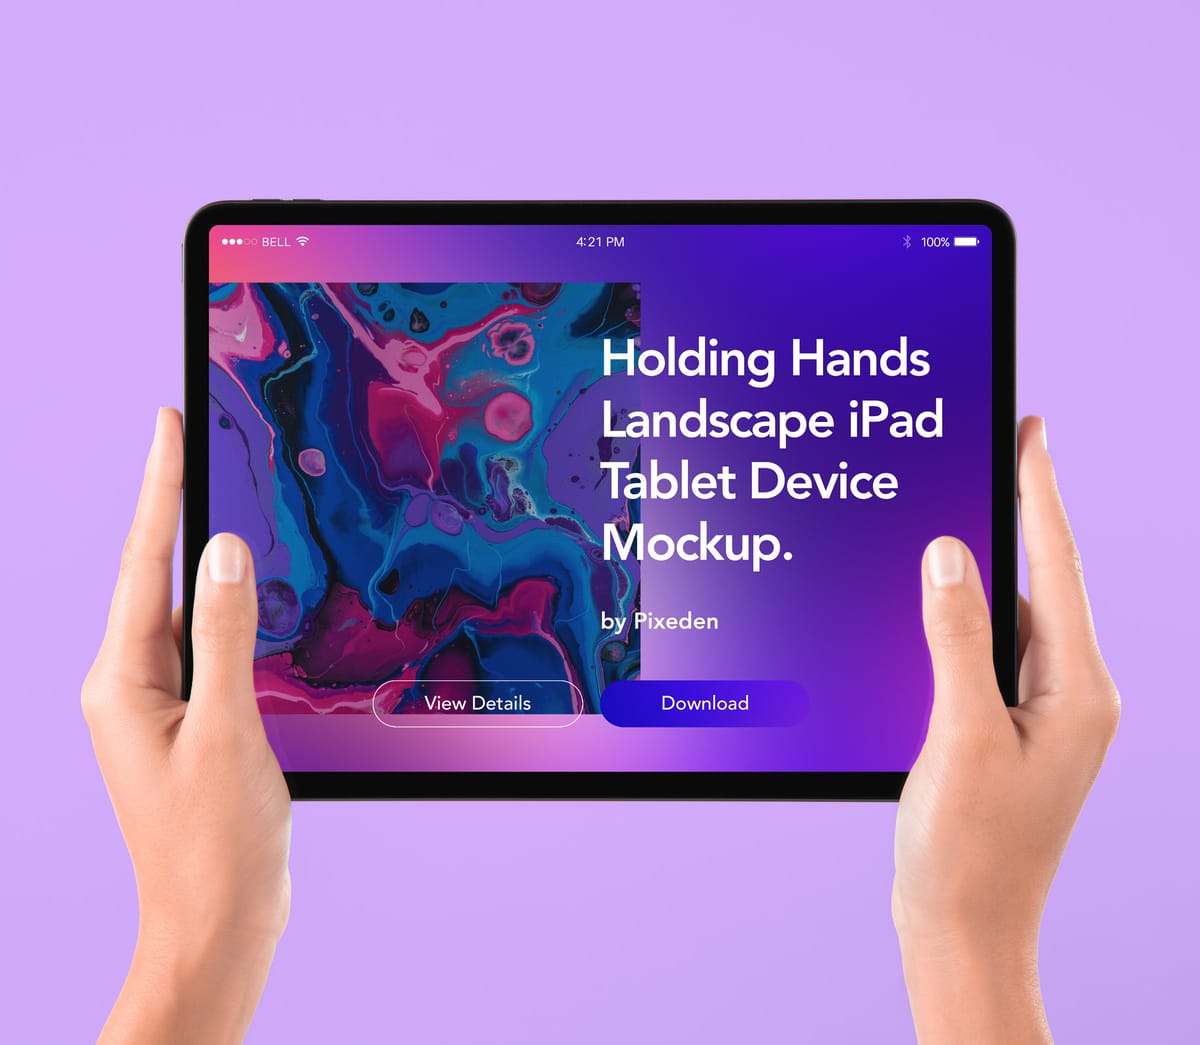 BELL
4:21 PM
100%
Holding Hands
Landscape iPad
Tablet Device
Mockup.
by Pixeden
View Details
Download